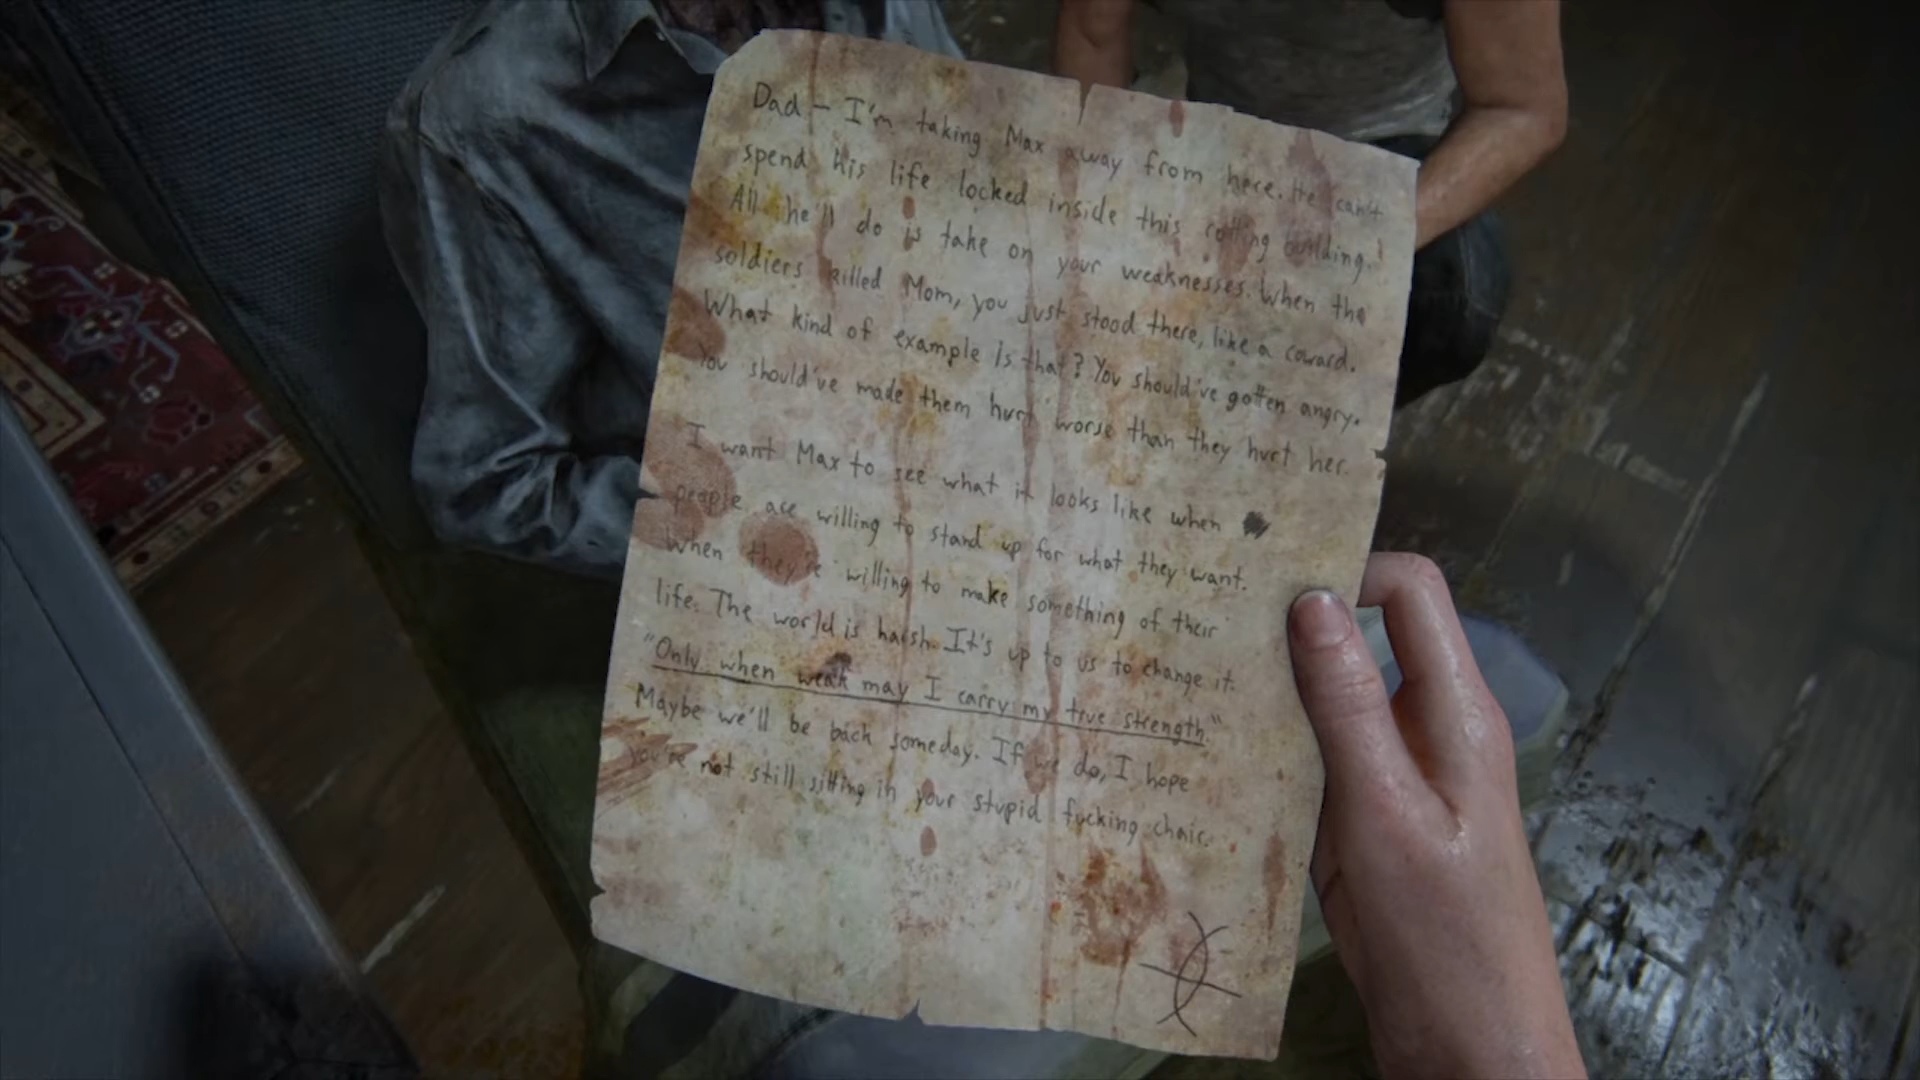 Dad – I'm taking Max away from here. He can't
spend his life locked inside this rotting building.
All he'll do is take on your weaknesses. When the
soldiers killed Mom, you just stood there, like a coward.
What kind of example is that? You should've gotten angry.
You should've made them hurt worse than they hurt her.
I want Max to see what it looks like when
people are willing to stand up for what they want.
When they're willing to make something of their
life. The world is harsh. It's up to us to change it.
"Only when weak may I carry my true strength."
Maybe we'll be back someday. If we do, I hope
you're not still sitting in your stupid fucking chair.